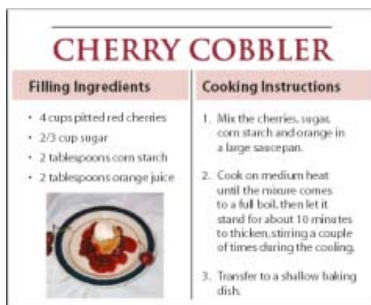 CHERRY COBBLER
Filling Ingredients
• 4 cups pitted red cherries
• 2/3 cup sugar
• 2 tablespoons corn starch
• 2 tablespoons orange juice
Cooking Instructions
1. Mix the cherries, sugar,
corn starch and orange in
a large saucepan.
2. Cook on medium heat
until the mixure comes
to a full boil, then let it
stand for about 10 minutes
to thicken, stirring a couple
of times during the cooling.
3. Transfer to a shallow baking
dish.